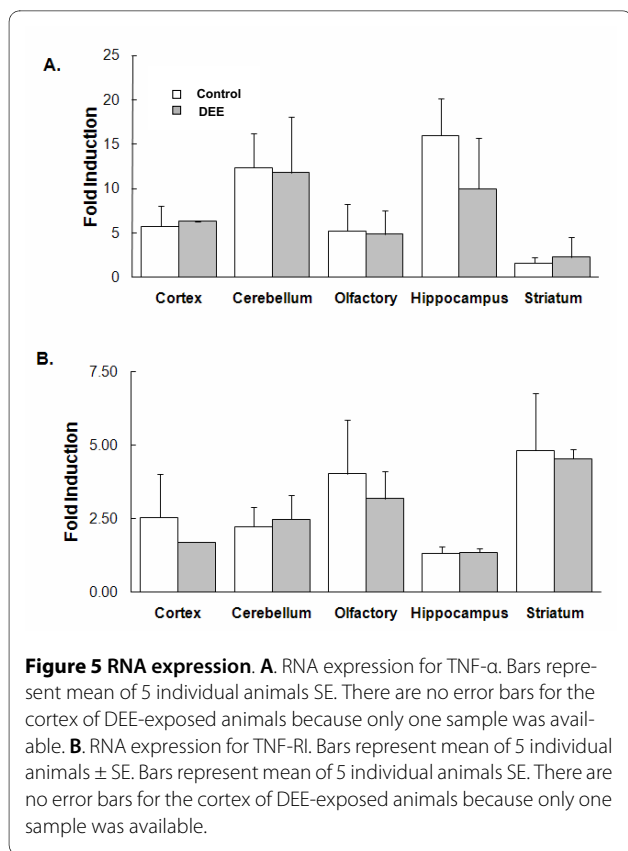 A.
25
20
15
10
5
0
Fold Induction
Control
DEE
Cortex Cerebellum Olfactory Hippocampus Striatum
B.
7.50
5.00
2.50
0.00
Fold Induction
Cortex Cerebellum Olfactory Hippocampus Striatum
Figure 5 RNA expression. A. RNA expression for TNF-α. Bars repre-
sent mean of 5 individual animals SE. There are no error bars for the
cortex of DEE-exposed animals because only one sample was avail-
able. B. RNA expression for TNF-RI. Bars represent mean of 5 individual
animals ± SE. Bars represent mean of 5 individual animals SE. There are
no error bars for the cortex of DEE-exposed animals because only one
sample was available.